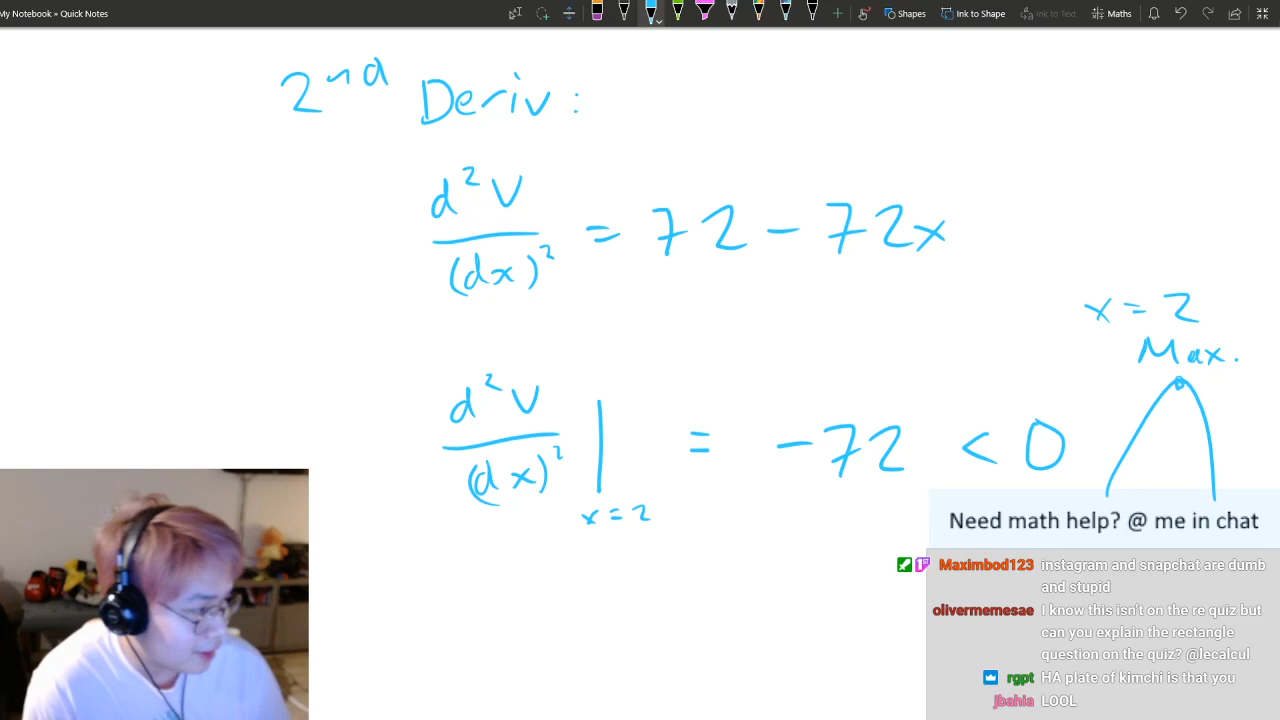 My Notebook » Quick Notes
Shapes
Ink to Shape
Ink to Text
Maths
2nd Deriv :
d²V/(dx)² = 72 - 72x
x = 2
Max.
d²V/(dx)² | x=2 = -72 < 0
Need math help? @ me in chat
Maximbod123 instagram and snapchat are dumb
and stupid
olivermemesae I know this isn't on the re quiz but
can you explain the rectangle
question on the quiz? @lecalcul
rgpt HA plate of kimchi is that you
jbahia LOOL